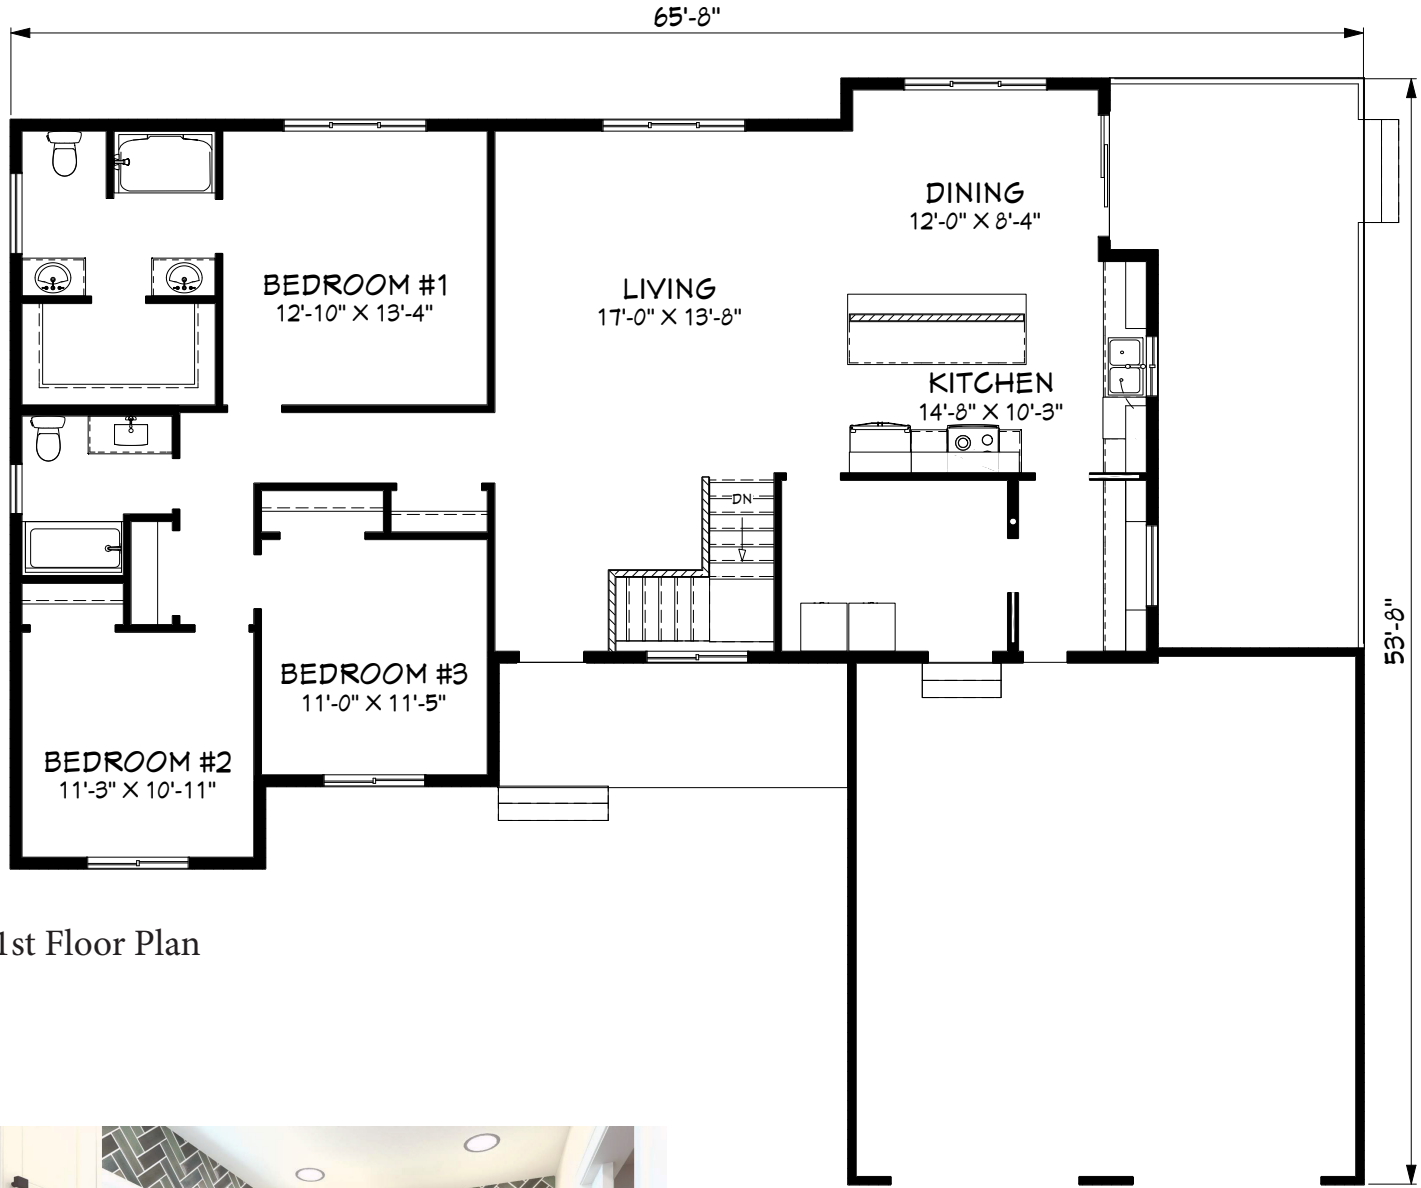 65'-8"
DINING
12'-0" X 8'-4"
BEDROOM #1
12'-10" X 13'-4"
LIVING
17'-0" X 13'-8"
KITCHEN
14'-8" X 10'-3"
DN
53'-8"
BEDROOM #3
11'-0" X 11'-5"
BEDROOM #2
11'-3" X 10'-11"
1st Floor Plan